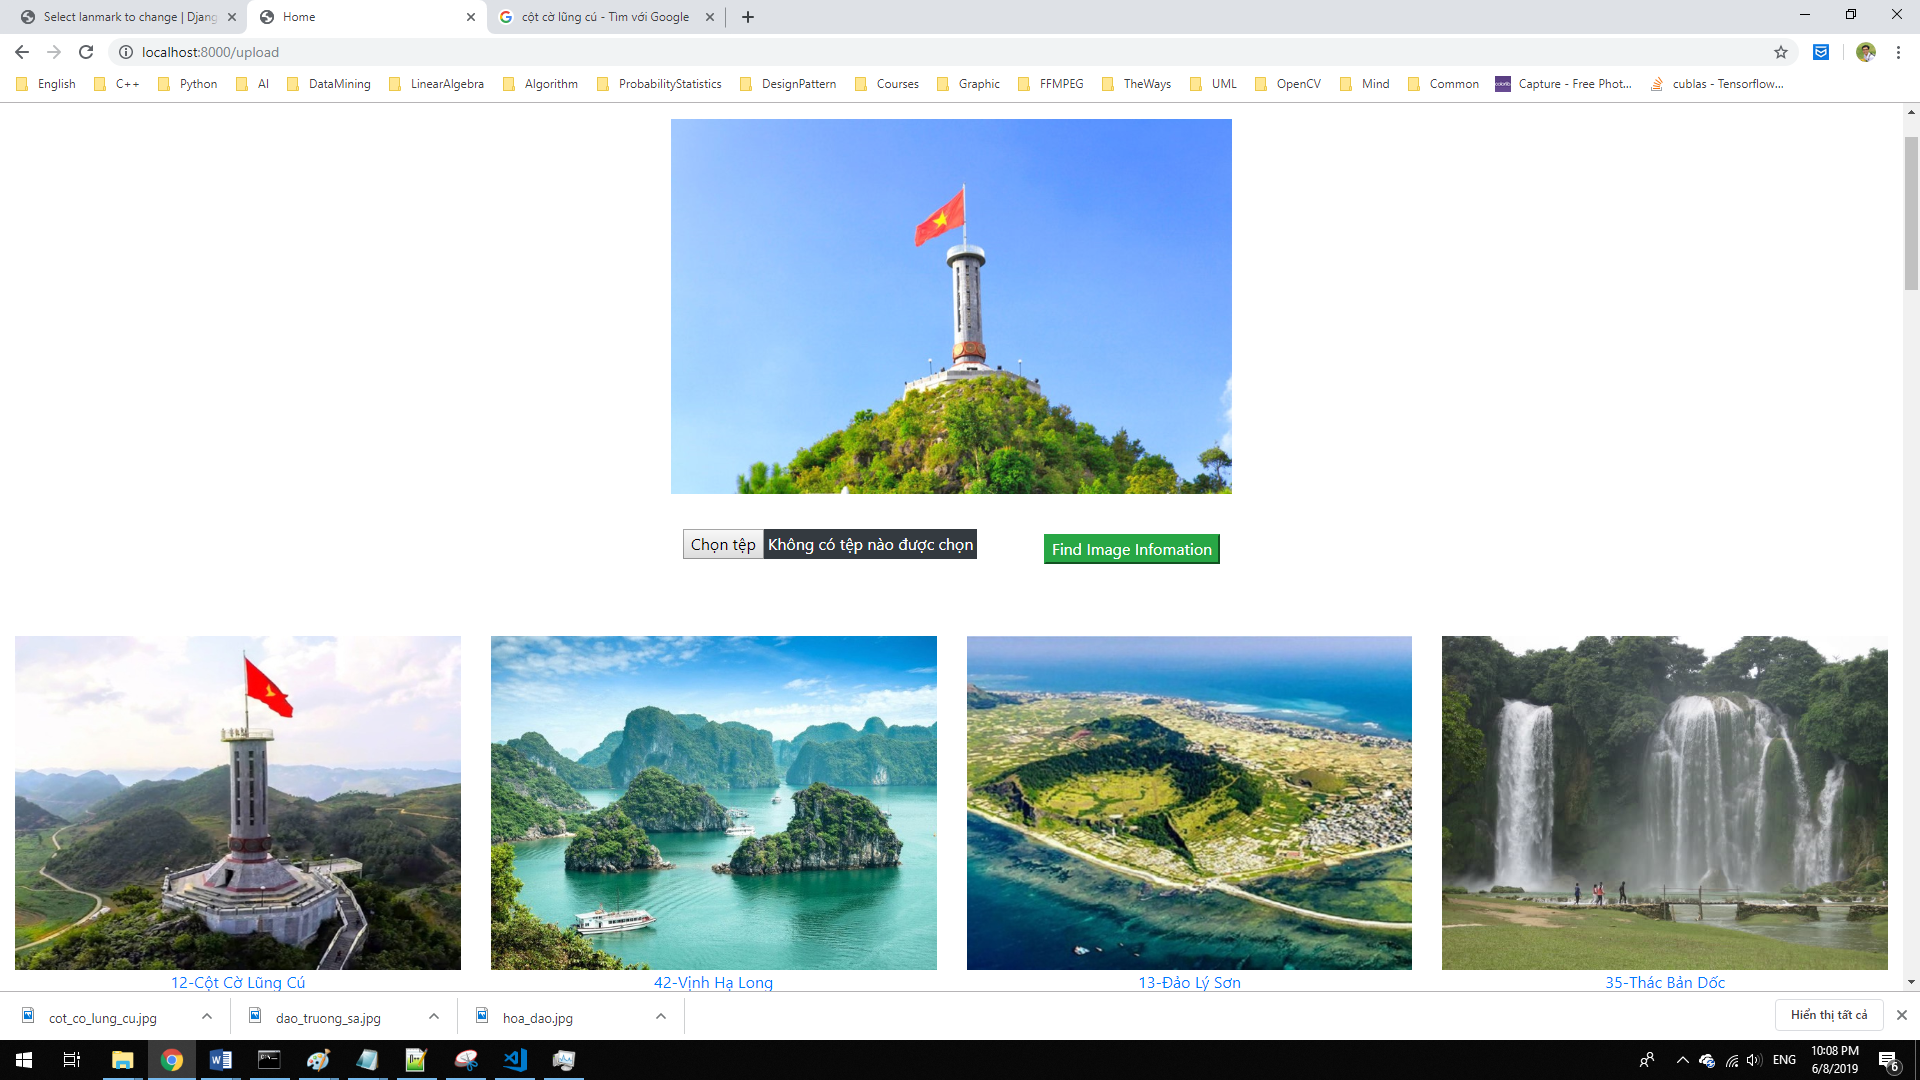 Select lanmark to change | Djang
Home
cột cờ lũng cú - Tìm với Google
localhost:8000/upload
English
C++
Python
AI
DataMining
LinearAlgebra
Algorithm
ProbabilityStatistics
DesignPattern
Courses
Graphic
FFMPEG
TheWays
UML
OpenCV
Mind
Common
Capture - Free Phot...
cublas - Tensorflow...
Chọn tệp Không có tệp nào được chọn
Find Image Infomation
12-Cột Cờ Lũng Cú
42-Vịnh Hạ Long
13-Đảo Lý Sơn
35-Thác Bản Dốc
cot_co_lung_cu.jpg
dao_truong_sa.jpg
hoa_dao.jpg
Hiển thị tất cả
ENG
10:08 PM
6/8/2019
6